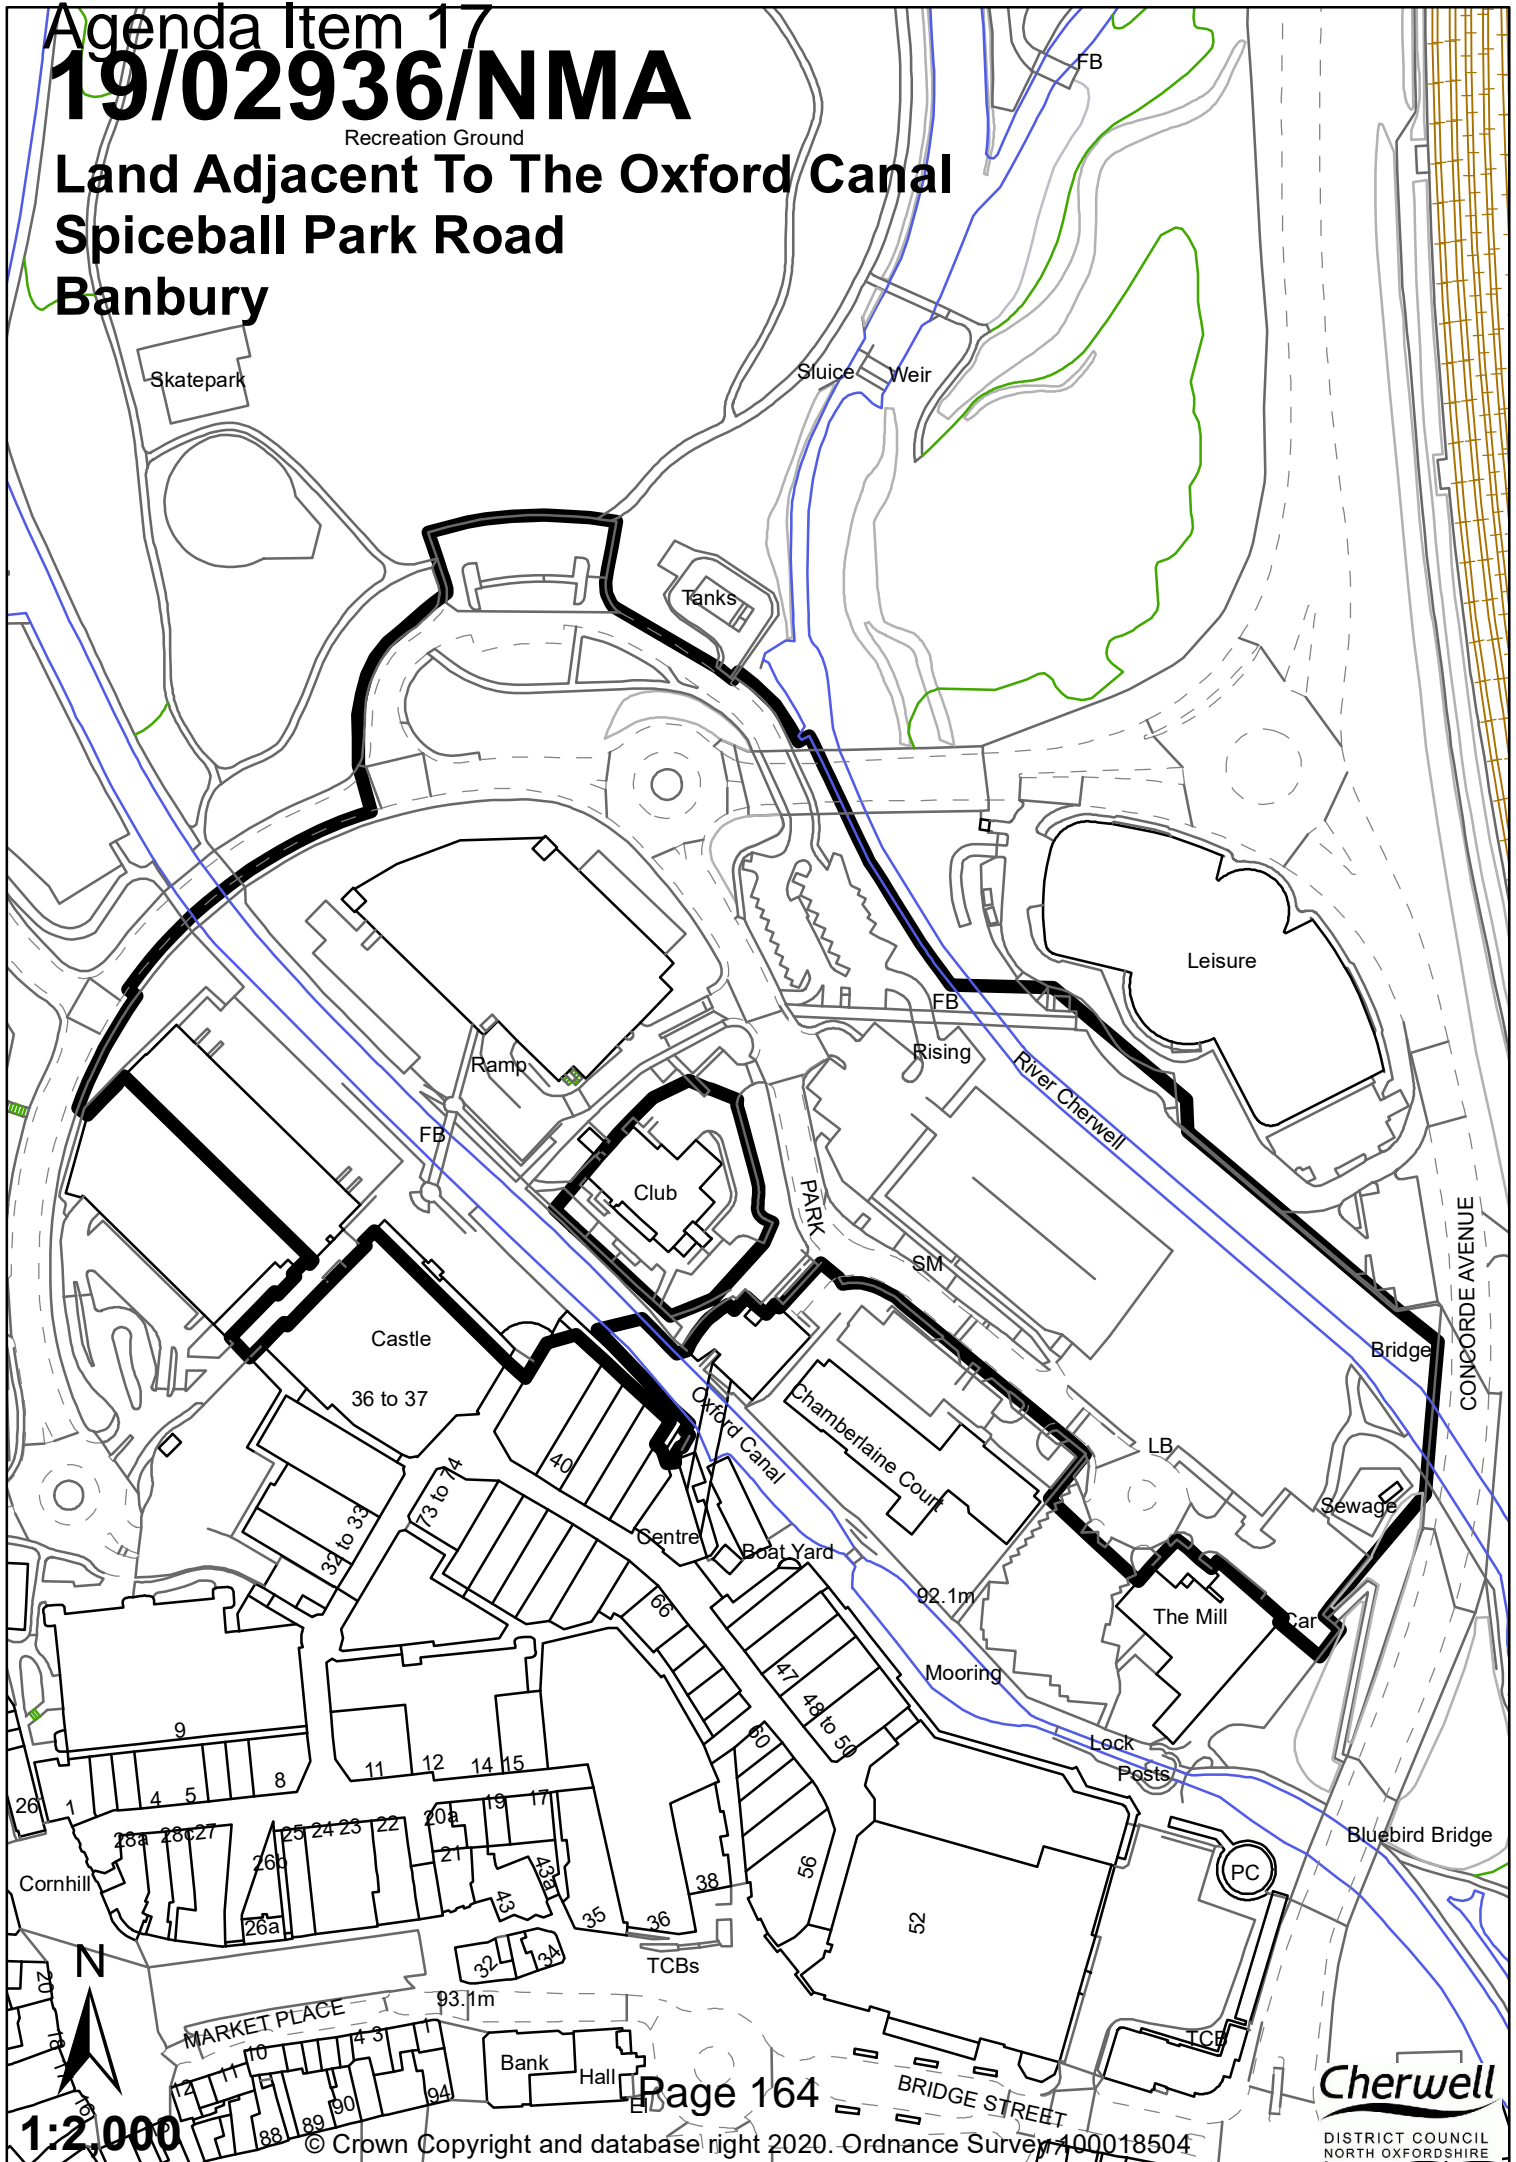 Agenda Item 17
19/02936/NMA
Recreation Ground
Land Adjacent To The Oxford Canal
Spiceball Park Road
Banbury
FB
Skatepark
Sluice
Weir
Tanks
Leisure
FB
Rising
River Cherwell
Ramp
FB
Club
PARK
SM
CONCORDE AVENUE
Castle
36 to 37
Bridge
Oxford Canal
Chamberlaine Court
LB
Sewage
40
73 to 74
32 to 33
Centre
Boat Yard
92.1m
The Mill
Car
66
47
48 to 50
Mooring
60
Lock
Posts
9
11
12
14
15
8
26
1
4
5
28a
28c
27
25
24
23
22
20a
19
17
21
26b
26a
43
43a
35
36
38
56
52
Bluebird Bridge
PC
Cornhill
32
34
TCBs
N
93.1m
MARKET PLACE
20
18
16
12
11
10
4
3
1
88
89
90
94
Bank
Hall
El
TCB
BRIDGE STREET
Page 164
1:2,000
© Crown Copyright and database right 2020. Ordnance Survey 100018504
Cherwell
DISTRICT COUNCIL
NORTH OXFORDSHIRE